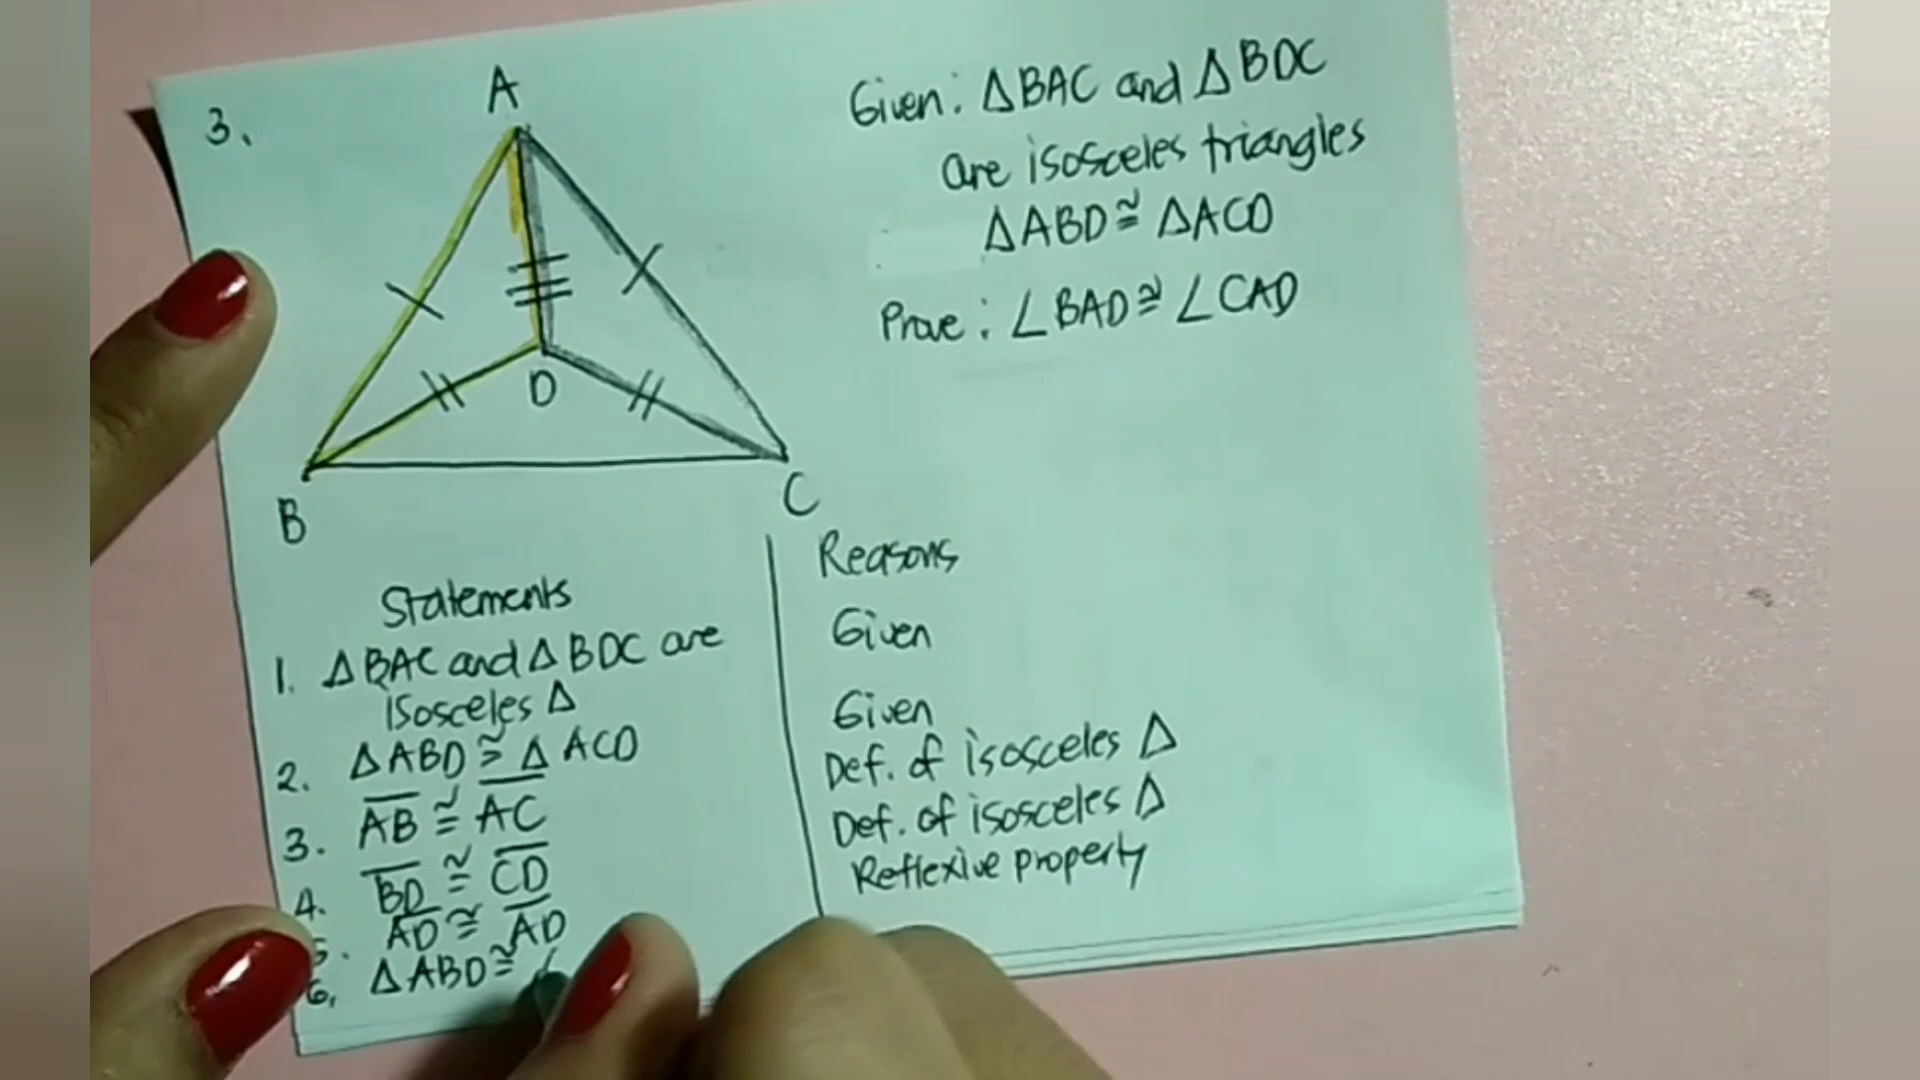 3.
A
B
C
D
Given: ΔBAC and ΔBDC
are isosceles triangles
ΔABD ≅ ΔACD
Prove: ∠BAD ≅ ∠CAD
Statements
1. ΔBAC and ΔBDC are
isosceles Δ
2. ΔABD ≅ ΔACD
3. AB ≅ AC
4. BD ≅ CD
5. AD ≅ AD
6. ΔABD ≅
Reasons
Given
Given
Def. of isosceles Δ
Def. of isosceles Δ
Reflexive property